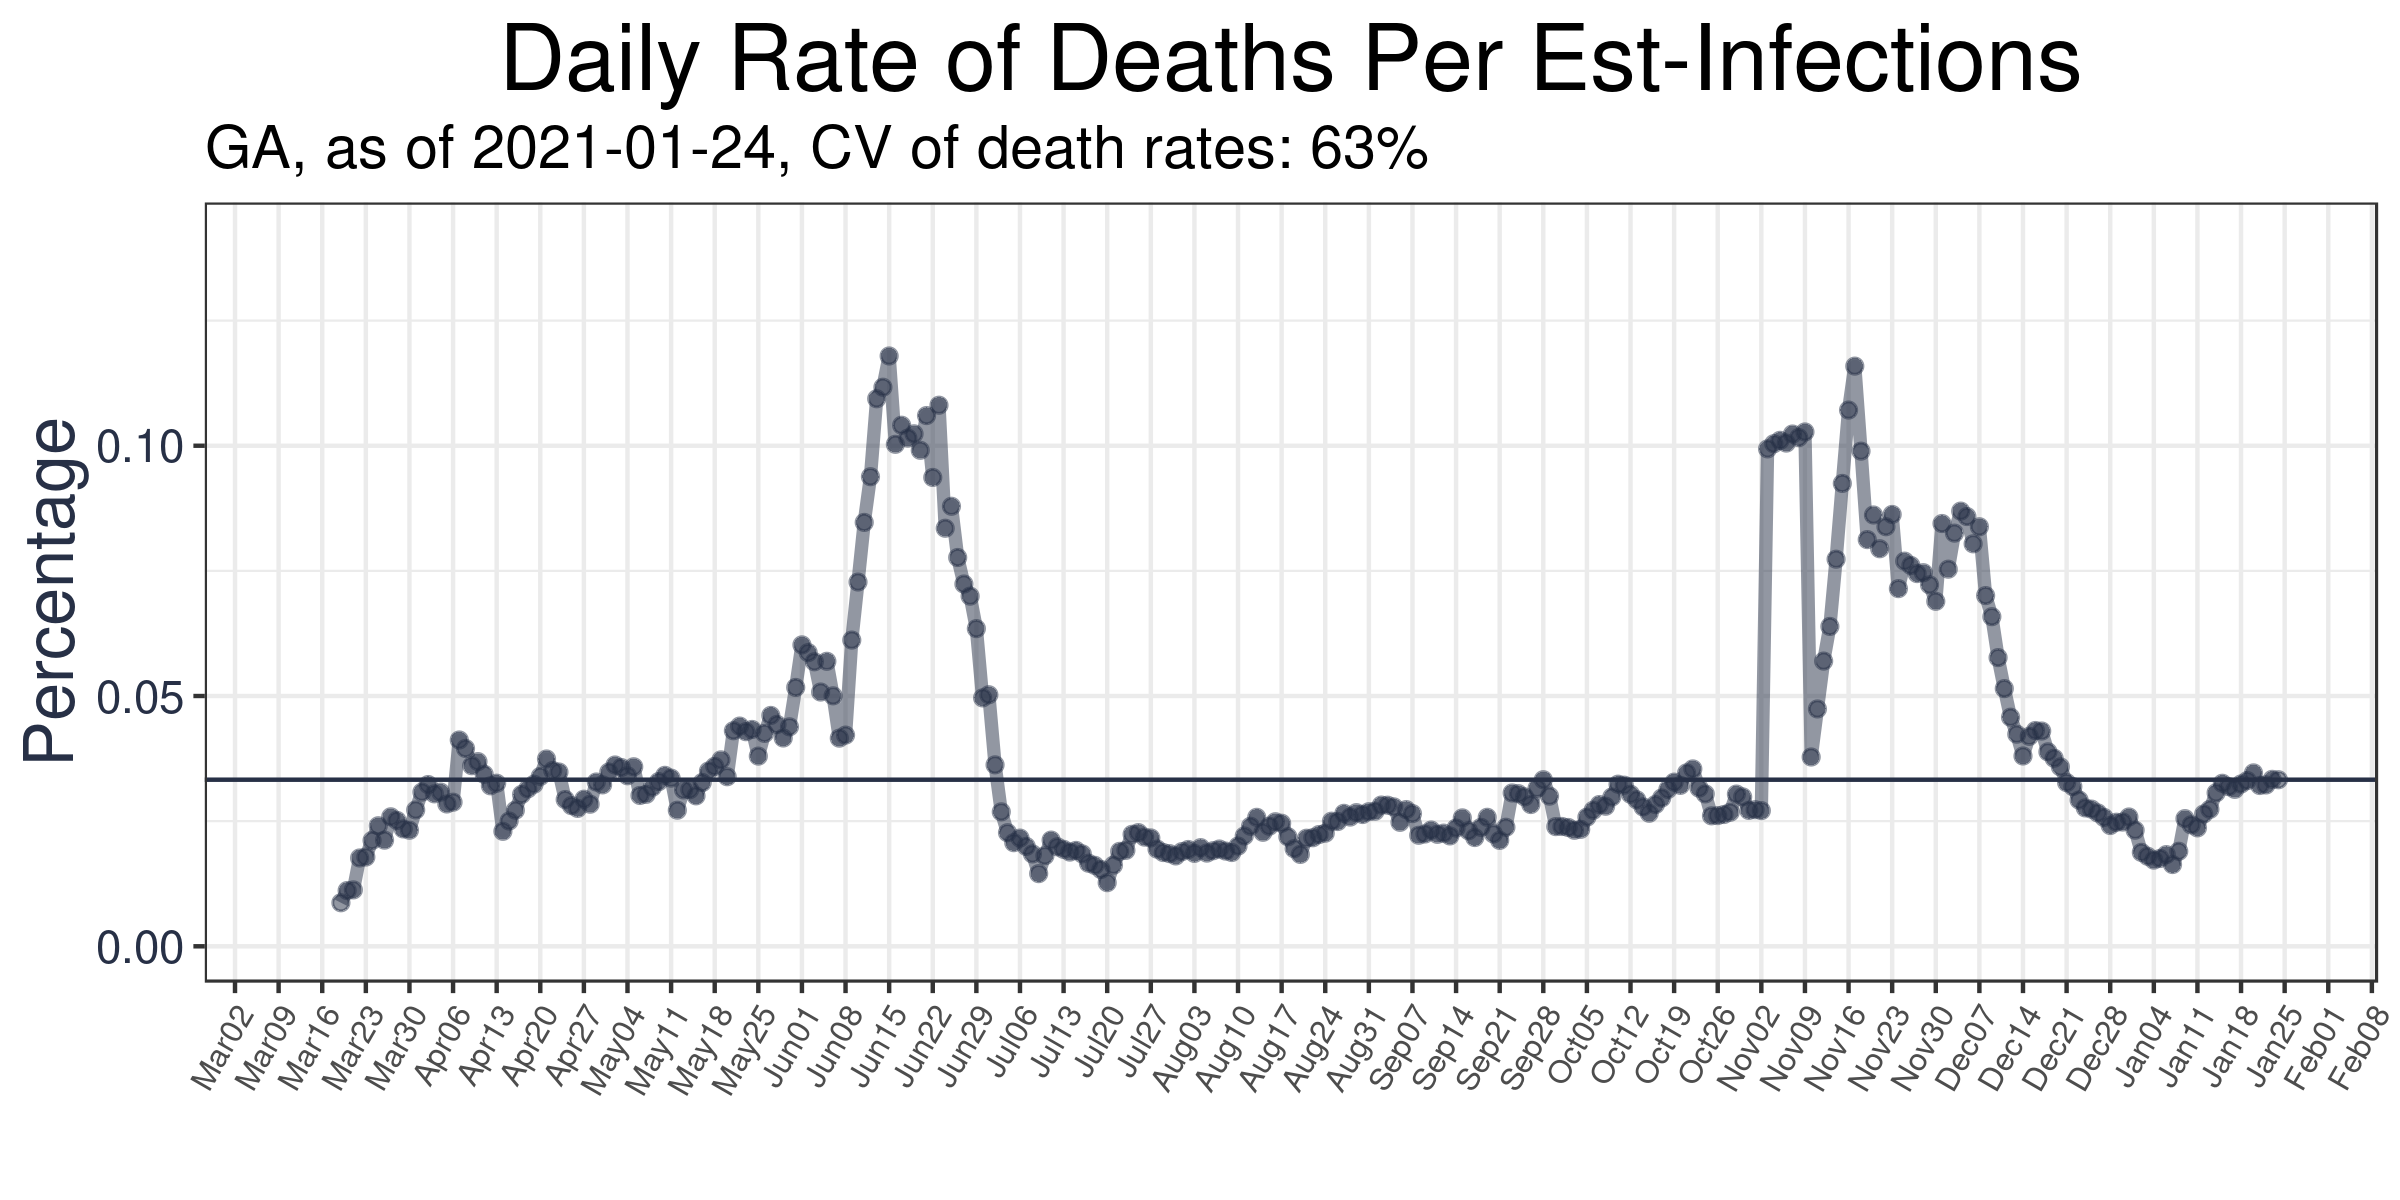 Daily Rate of Deaths Per Est-Infections
GA, as of 2021-01-24, CV of death rates: 63%
Percentage
0.10
0.05
0.00
Mar02
Mar09
Mar16
Mar23
Mar30
Apr06
Apr13
Apr20
Apr27
May04
May11
May18
May25
Jun01
Jun08
Jun15
Jun22
Jun29
Jul06
Jul13
Jul20
Jul27
Aug03
Aug10
Aug17
Aug24
Aug31
Sep07
Sep14
Sep21
Sep28
Oct05
Oct12
Oct19
Oct26
Nov02
Nov09
Nov16
Nov23
Nov30
Dec07
Dec14
Dec21
Dec28
Jan04
Jan11
Jan18
Jan25
Feb01
Feb08